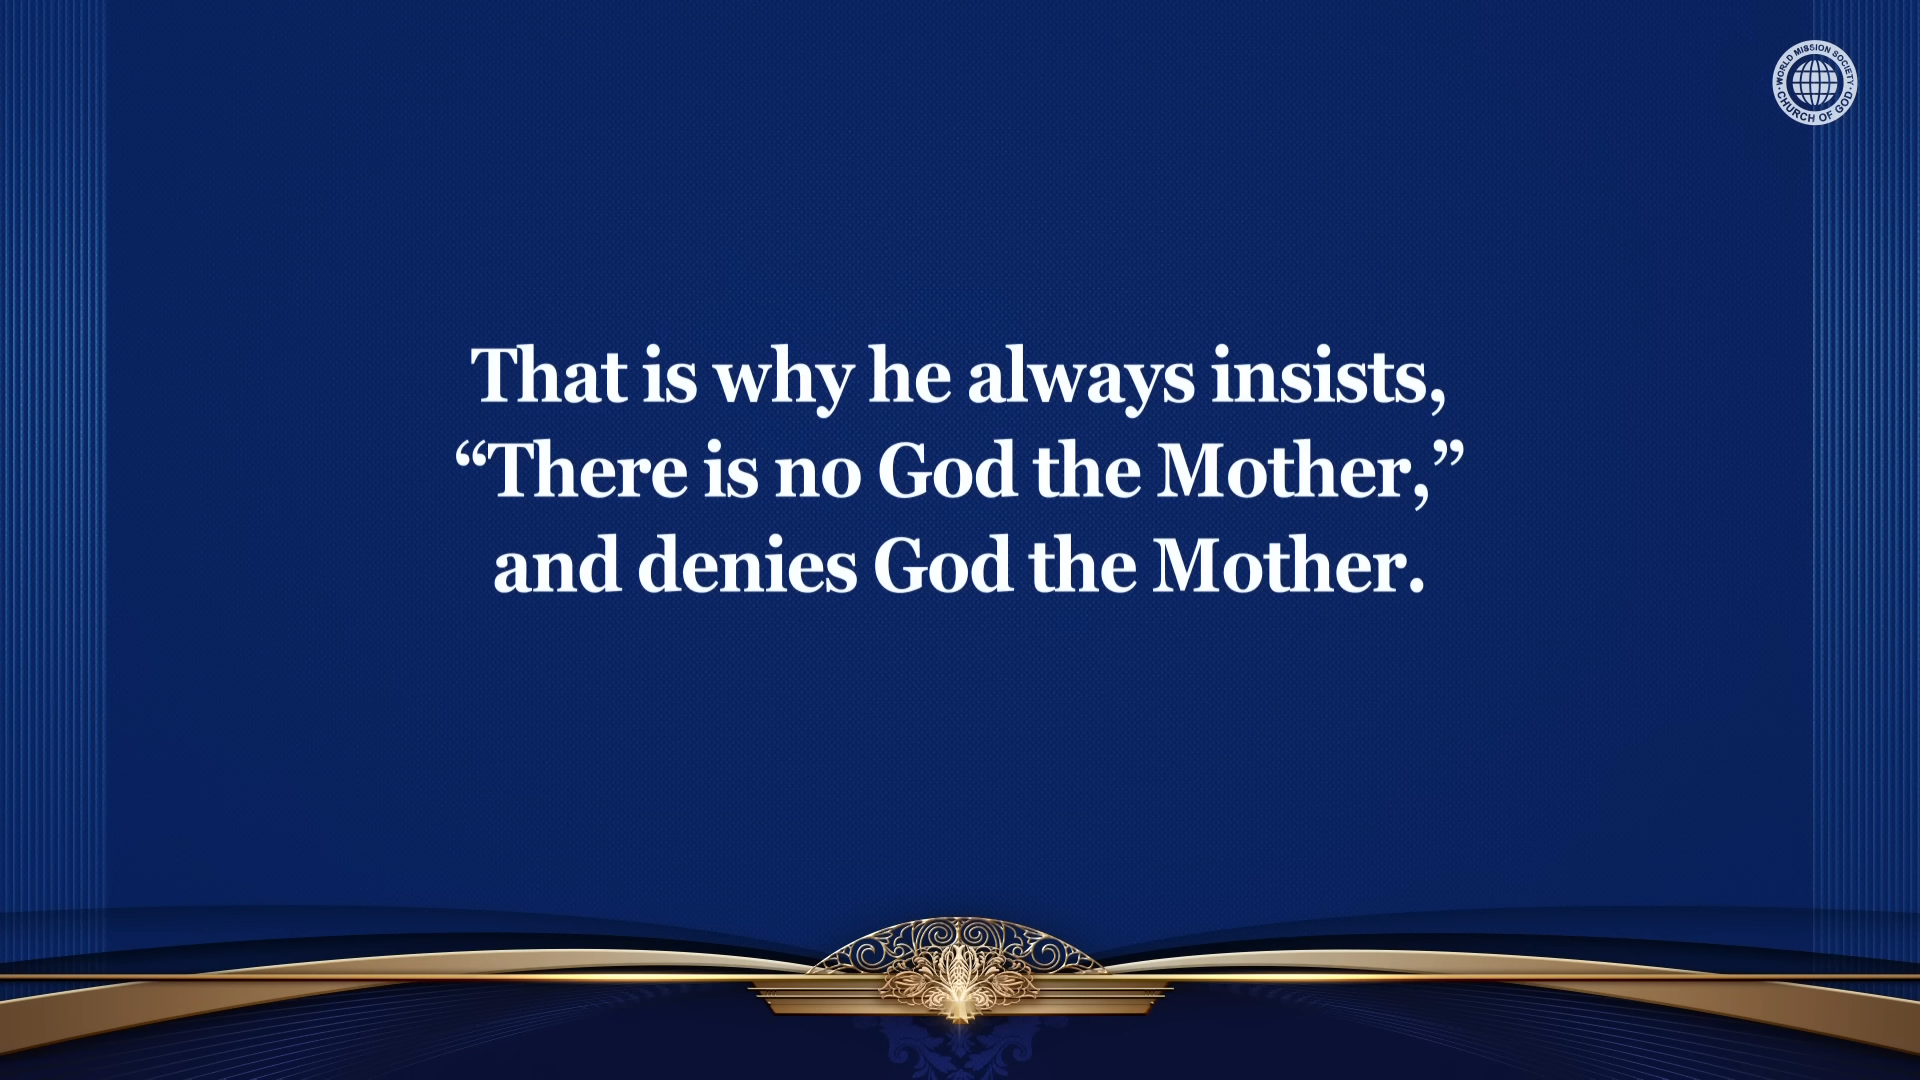 WORLD MISSION SOCIETY
CHURCH OF GOD
That is why he always insists,
“There is no God the Mother,”
and denies God the Mother.